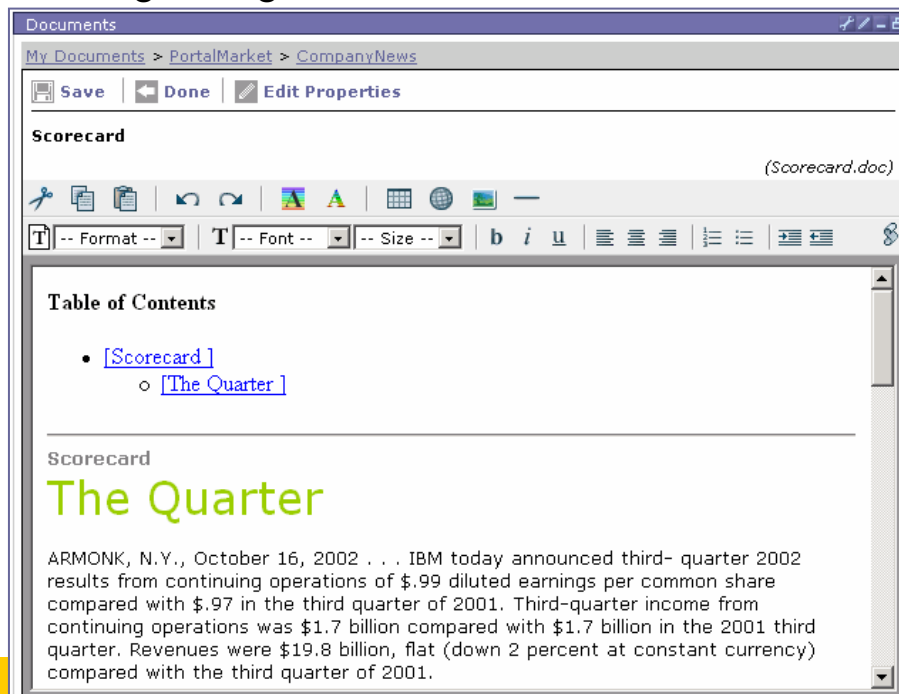 Documents
My Documents > PortalMarket > CompanyNews
Save Done Edit Properties
Scorecard
(Scorecard.doc)
T -- Format -- T -- Font -- -- Size -- b i u
Table of Contents
[Scorecard ]
[The Quarter ]
Scorecard
The Quarter
ARMONK, N.Y., October 16, 2002 . . . IBM today announced third- quarter 2002
results from continuing operations of $.99 diluted earnings per common share
compared with $.97 in the third quarter of 2001. Third-quarter income from
continuing operations was $1.7 billion compared with $1.7 billion in the 2001 third
quarter. Revenues were $19.8 billion, flat (down 2 percent at constant currency)
compared with the third quarter of 2001.